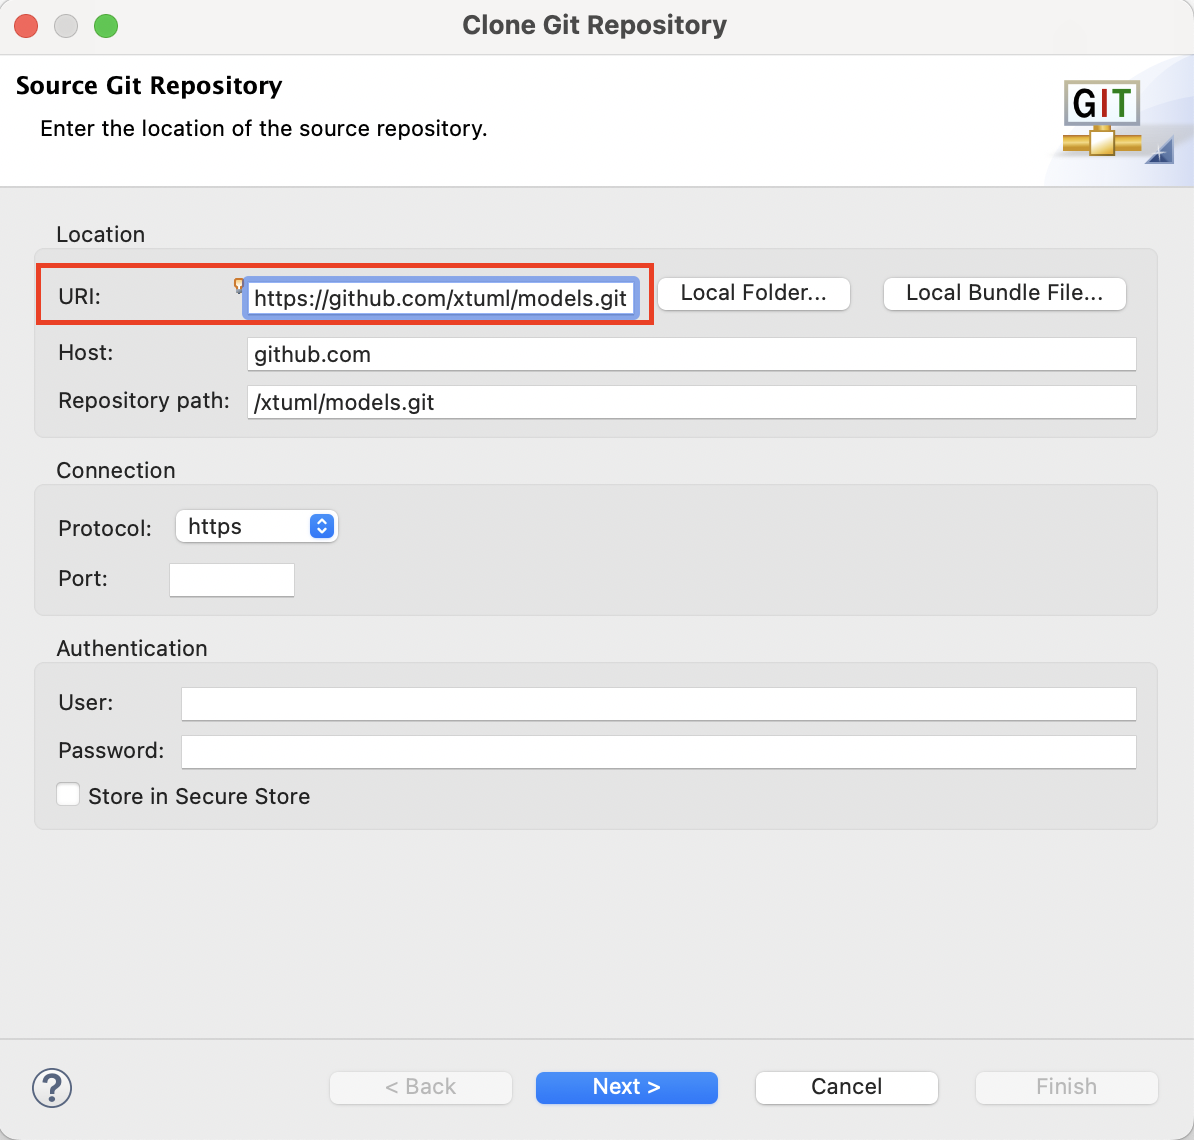 Clone Git Repository
Source Git Repository
Enter the location of the source repository.
GIT
Location
URI: https://github.com/xtuml/models.git Local Folder... Local Bundle File...
Host: github.com
Repository path: /xtuml/models.git
Connection
Protocol: https
Port:
Authentication
User:
Password:
Store in Secure Store
? < Back Next > Cancel Finish